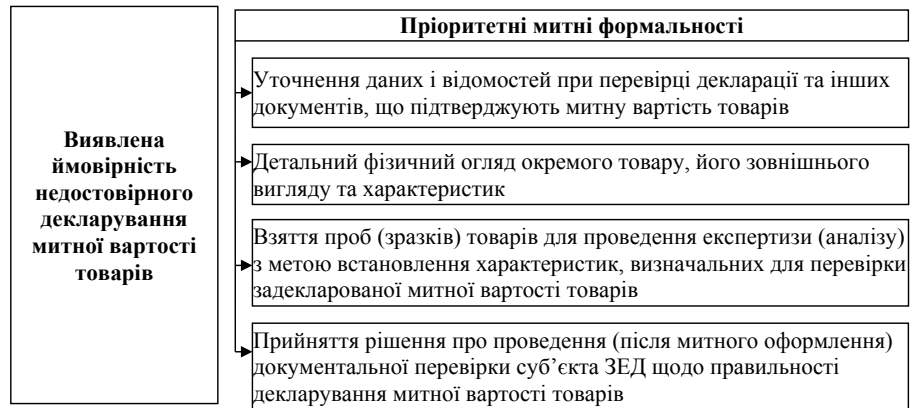 Виявлена
ймовірність
недостовірного
декларування
митної вартості
товарів
Пріоритетні митні формальності
Уточнення даних і відомостей при перевірці декларації та інших
документів, що підтверджують митну вартість товарів
Детальний фізичний огляд окремого товару, його зовнішнього
вигляду та характеристик
Взяття проб (зразків) товарів для проведення експертизи (аналізу)
з метою встановлення характеристик, визначальних для перевірки
задекларованої митної вартості товарів
Прийняття рішення про проведення (після митного оформлення)
документальної перевірки суб’єкта ЗЕД щодо правильності
декларування митної вартості товарів